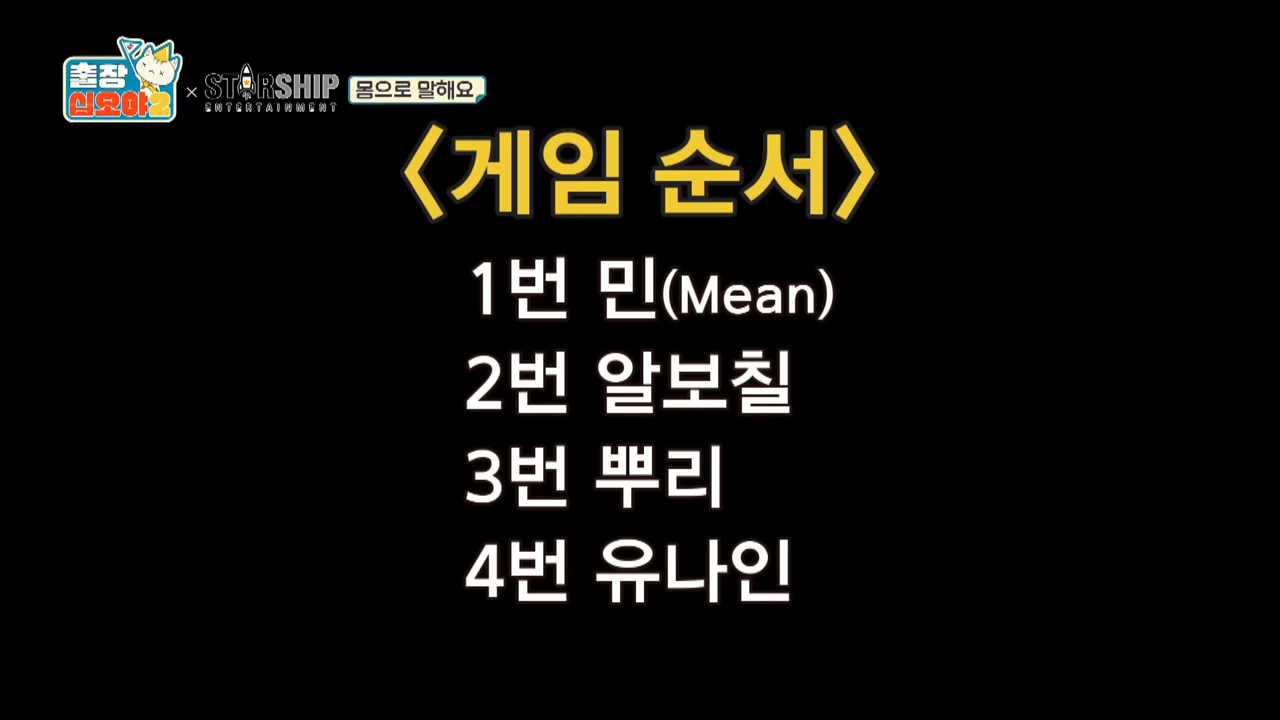 출장
십오야2
× STARSHIP
ENTERTAINMENT
몸으로 말해요
〈게임 순서〉
1번 민(Mean)
2번 알보칠
3번 뿌리
4번 유나인